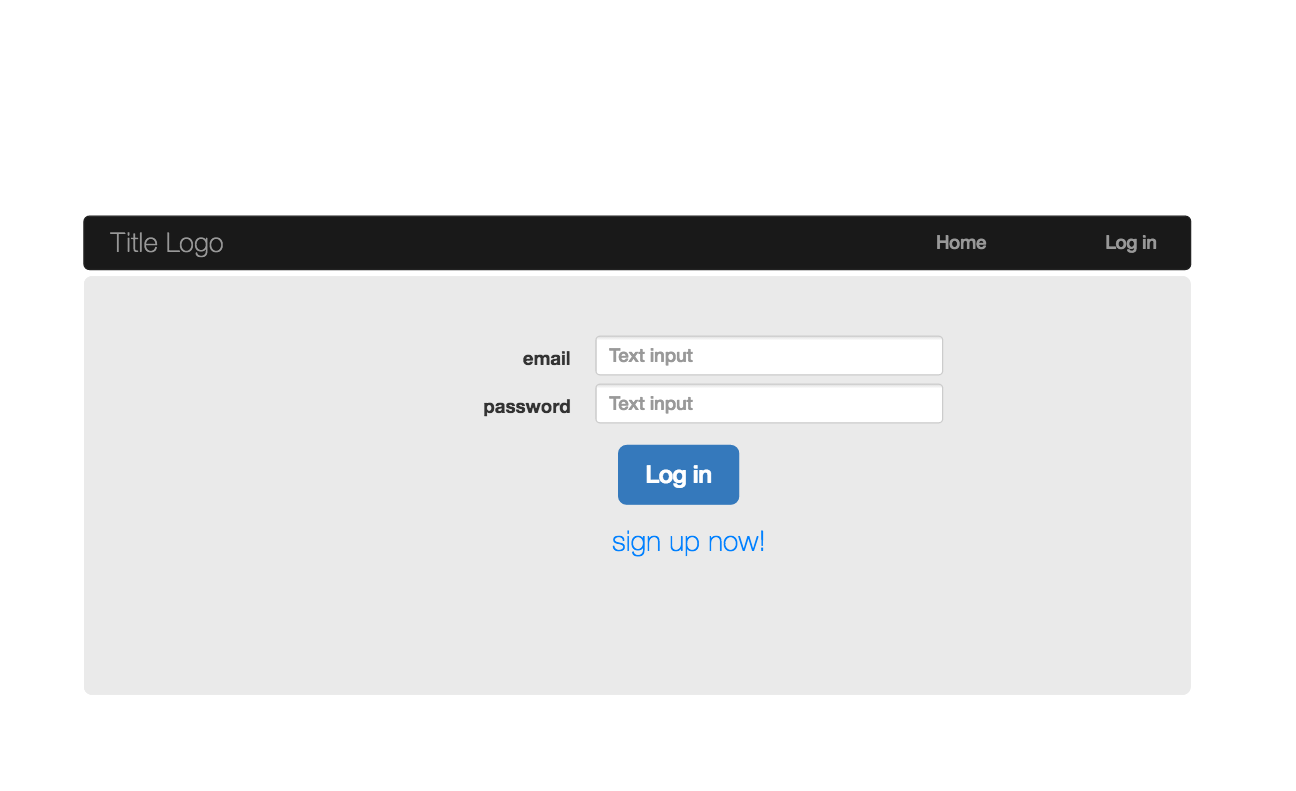 Title Logo Home Log in
email Text input
password Text input
Log in
sign up now!